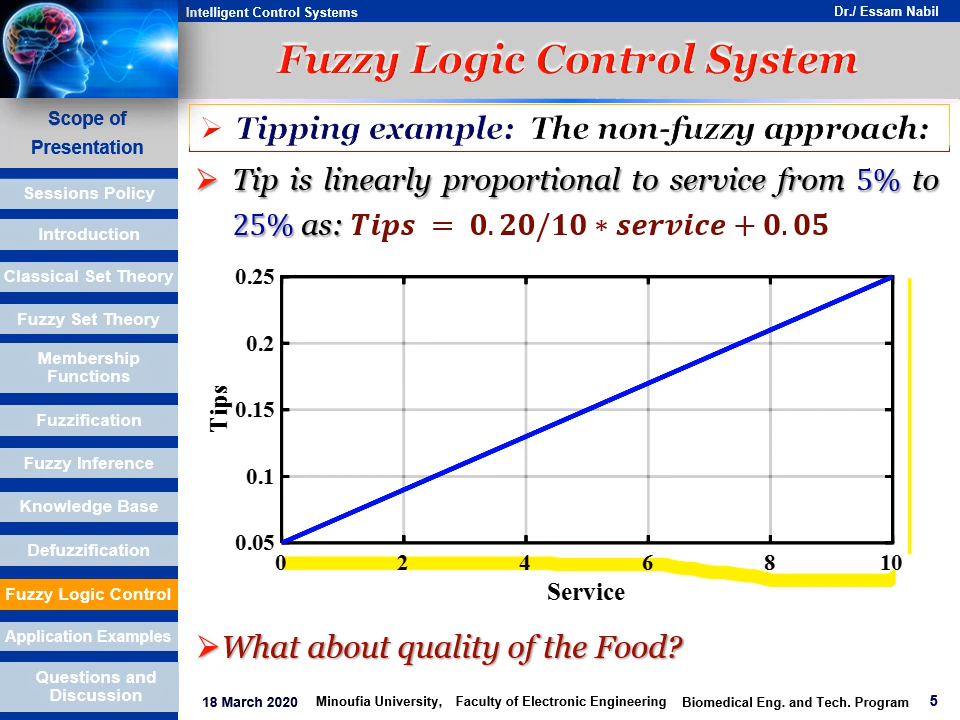 Intelligent Control Systems
Dr./ Essam Nabil
Fuzzy Logic Control System
Scope of
Presentation
Sessions Policy
Introduction
Classical Set Theory
Fuzzy Set Theory
Membership
Functions
Fuzzification
Fuzzy Inference
Knowledge Base
Defuzzification
Fuzzy Logic Control
Application Examples
Questions and
Discussion
➢ Tipping example: The non-fuzzy approach:
➢ Tip is linearly proportional to service from 5% to
25% as: Tips = 0.20/10 ∗ service + 0.05
0.25
0.2
0.15
0.1
0.05
Tips
0 2 4 6 8 10
Service
➢What about quality of the Food?
18 March 2020 Minoufia University, Faculty of Electronic Engineering Biomedical Eng. and Tech. Program 5